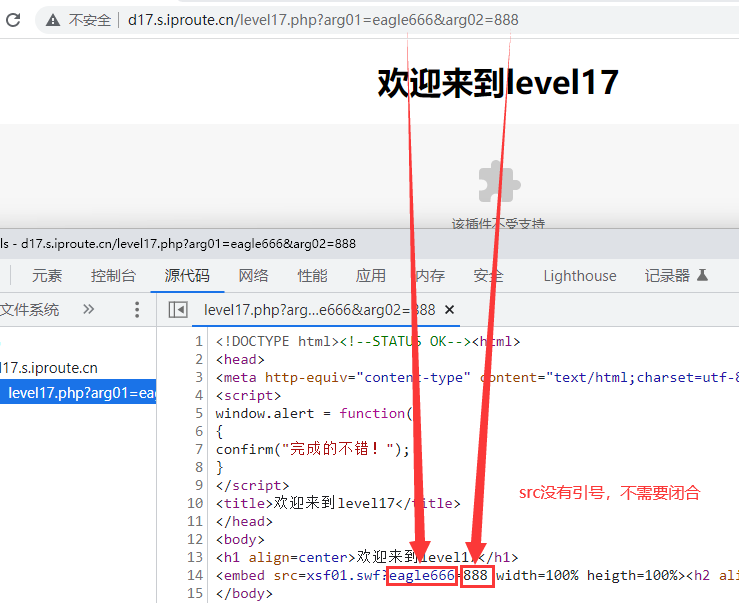 不安全 d17.s.iproute.cn/level17.php?arg01=eagle666&arg02=888
欢迎来到level17
该插件不受支持
ls - d17.s.iproute.cn/level17.php?arg01=eagle666&arg02=888
元素 控制台 源代码 网络 性能 应用 内存 安全 Lighthouse 记录器
文件系统 » level17.php?arg...e666&arg02=888 ×
l17.s.iproute.cn
level17.php?arg01=eag
1 <!DOCTYPE html><!--STATUS OK--><html>
2 <head>
3 <meta http-equiv="content-type" content="text/html;charset=utf-8
4 <script>
5 window.alert = function(
6 {
7 confirm("完成的不错！");
8 }
9 </script>
src没有引号，不需要闭合
10 <title>欢迎来到level17</title>
11 </head>
12 <body>
13 <h1 align=center>欢迎来到level17</h1>
14 <embed src=xsf01.swf?eagle666=888 width=100% heigth=100%><h2 ali
15 </body>